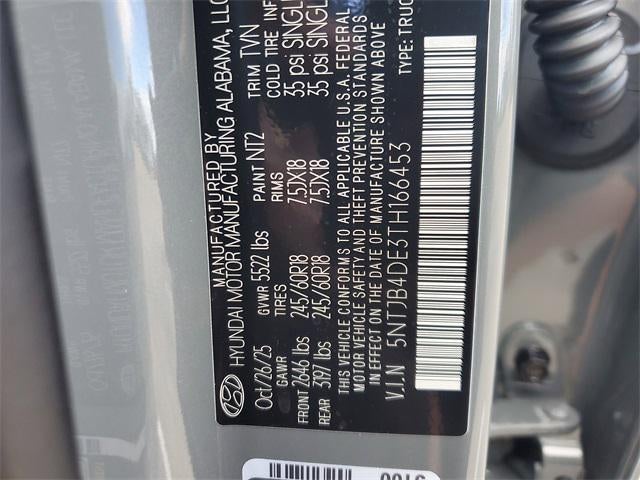 MANUFACTURED BY
HYUNDAI MOTOR MANUFACTURING ALABAMA, LLC
Oct/26/25 GVWR 5522 lbs PAINT NT2 TRIM TVN
GAWR TIRES RIMS COLD TIRE INF
FRONT 2646 lbs 245/60R18 7.5JX18 35 psi SINGL
REAR 3197 lbs 245/60R18 7.5JX18 35 psi SINGL
THIS VEHICLE CONFORMS TO ALL APPLICABLE U.S.A. FEDERAL
MOTOR VEHICLE SAFETY AND THEFT PREVENTION STANDARDS
IN EFFECT ON THE DATE OF MANUFACTURE SHOWN ABOVE
V.I.N 5NTJB4DE3TH166453 TYPE: TRUC